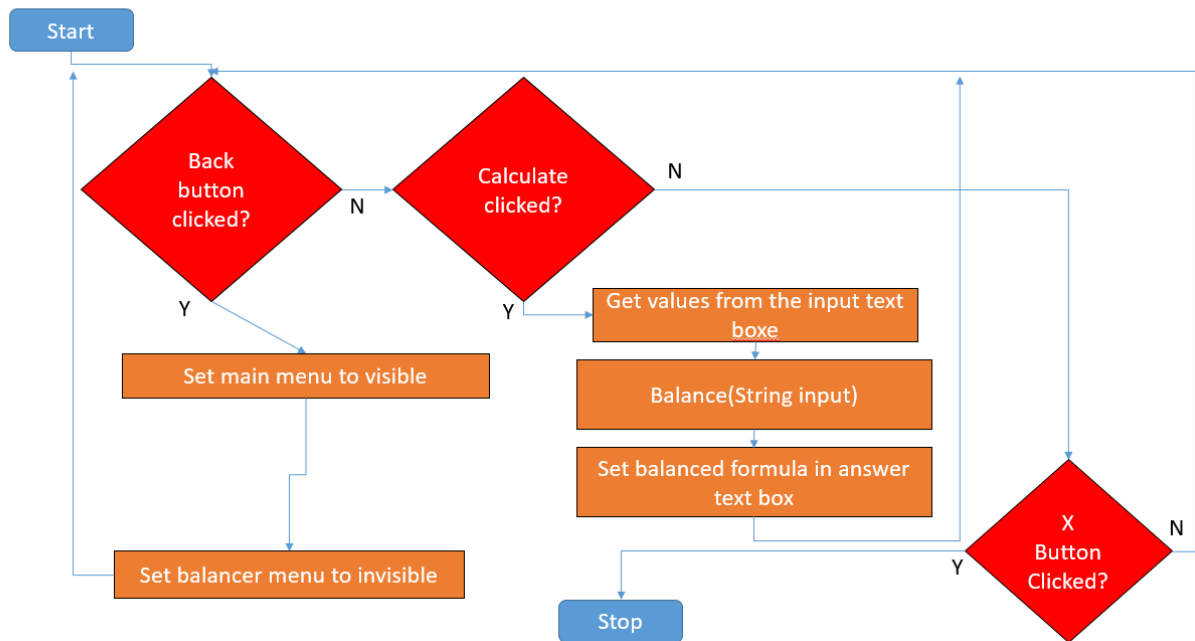 Start
Back
button
clicked?
N
Calculate
clicked?
N
Y
Y
Get values from the input text
boxe
Set main menu to visible
Balance(String input)
Set balanced formula in answer
text box
X
Button
Clicked?
N
Y
Set balancer menu to invisible
Stop